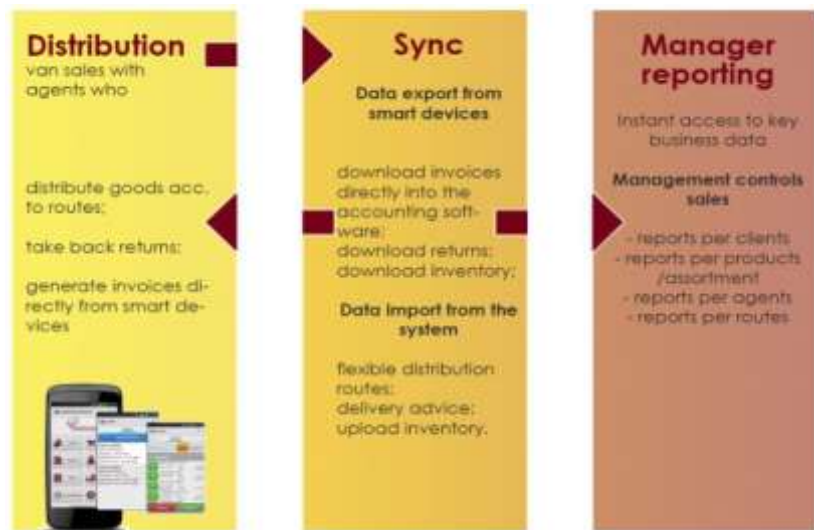 Distribution
van sales with
agents who
distribute goods acc.
to routes;
take back returns;
generate invoices di-
rectly from smart de-
vices
Sync
Data export from
smart devices
download invoices
directly into the
accounting soft-
ware;
download returns;
download inventory;
Data import from the
system
flexible distribution
routes;
delivery advice;
upload inventory.
Manager
reporting
Instant access to key
business data
Management controls
sales
- reports per clients
- reports per products
/assortment
- reports per agents
- reports per routes